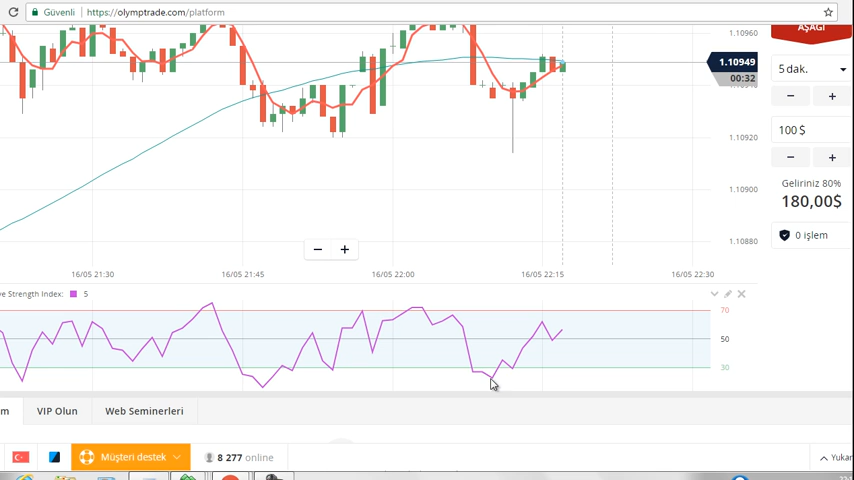 Güvenli
https://olymptrade.com/platform
AŞAĞI
1.10960
1.10949
00:32
5 dak.
−
+
1.10920
100 $
−
+
1.10900
Geliriniz 80%
180,00$
0 işlem
1.10880
−
+
16/05 21:30
16/05 21:45
16/05 22:00
16/05 22:15
16/05 22:30
ve Strength Index:
5
70
50
30
m
VIP Olun
Web Seminerleri
Müşteri destek
8 277 online
Yukar